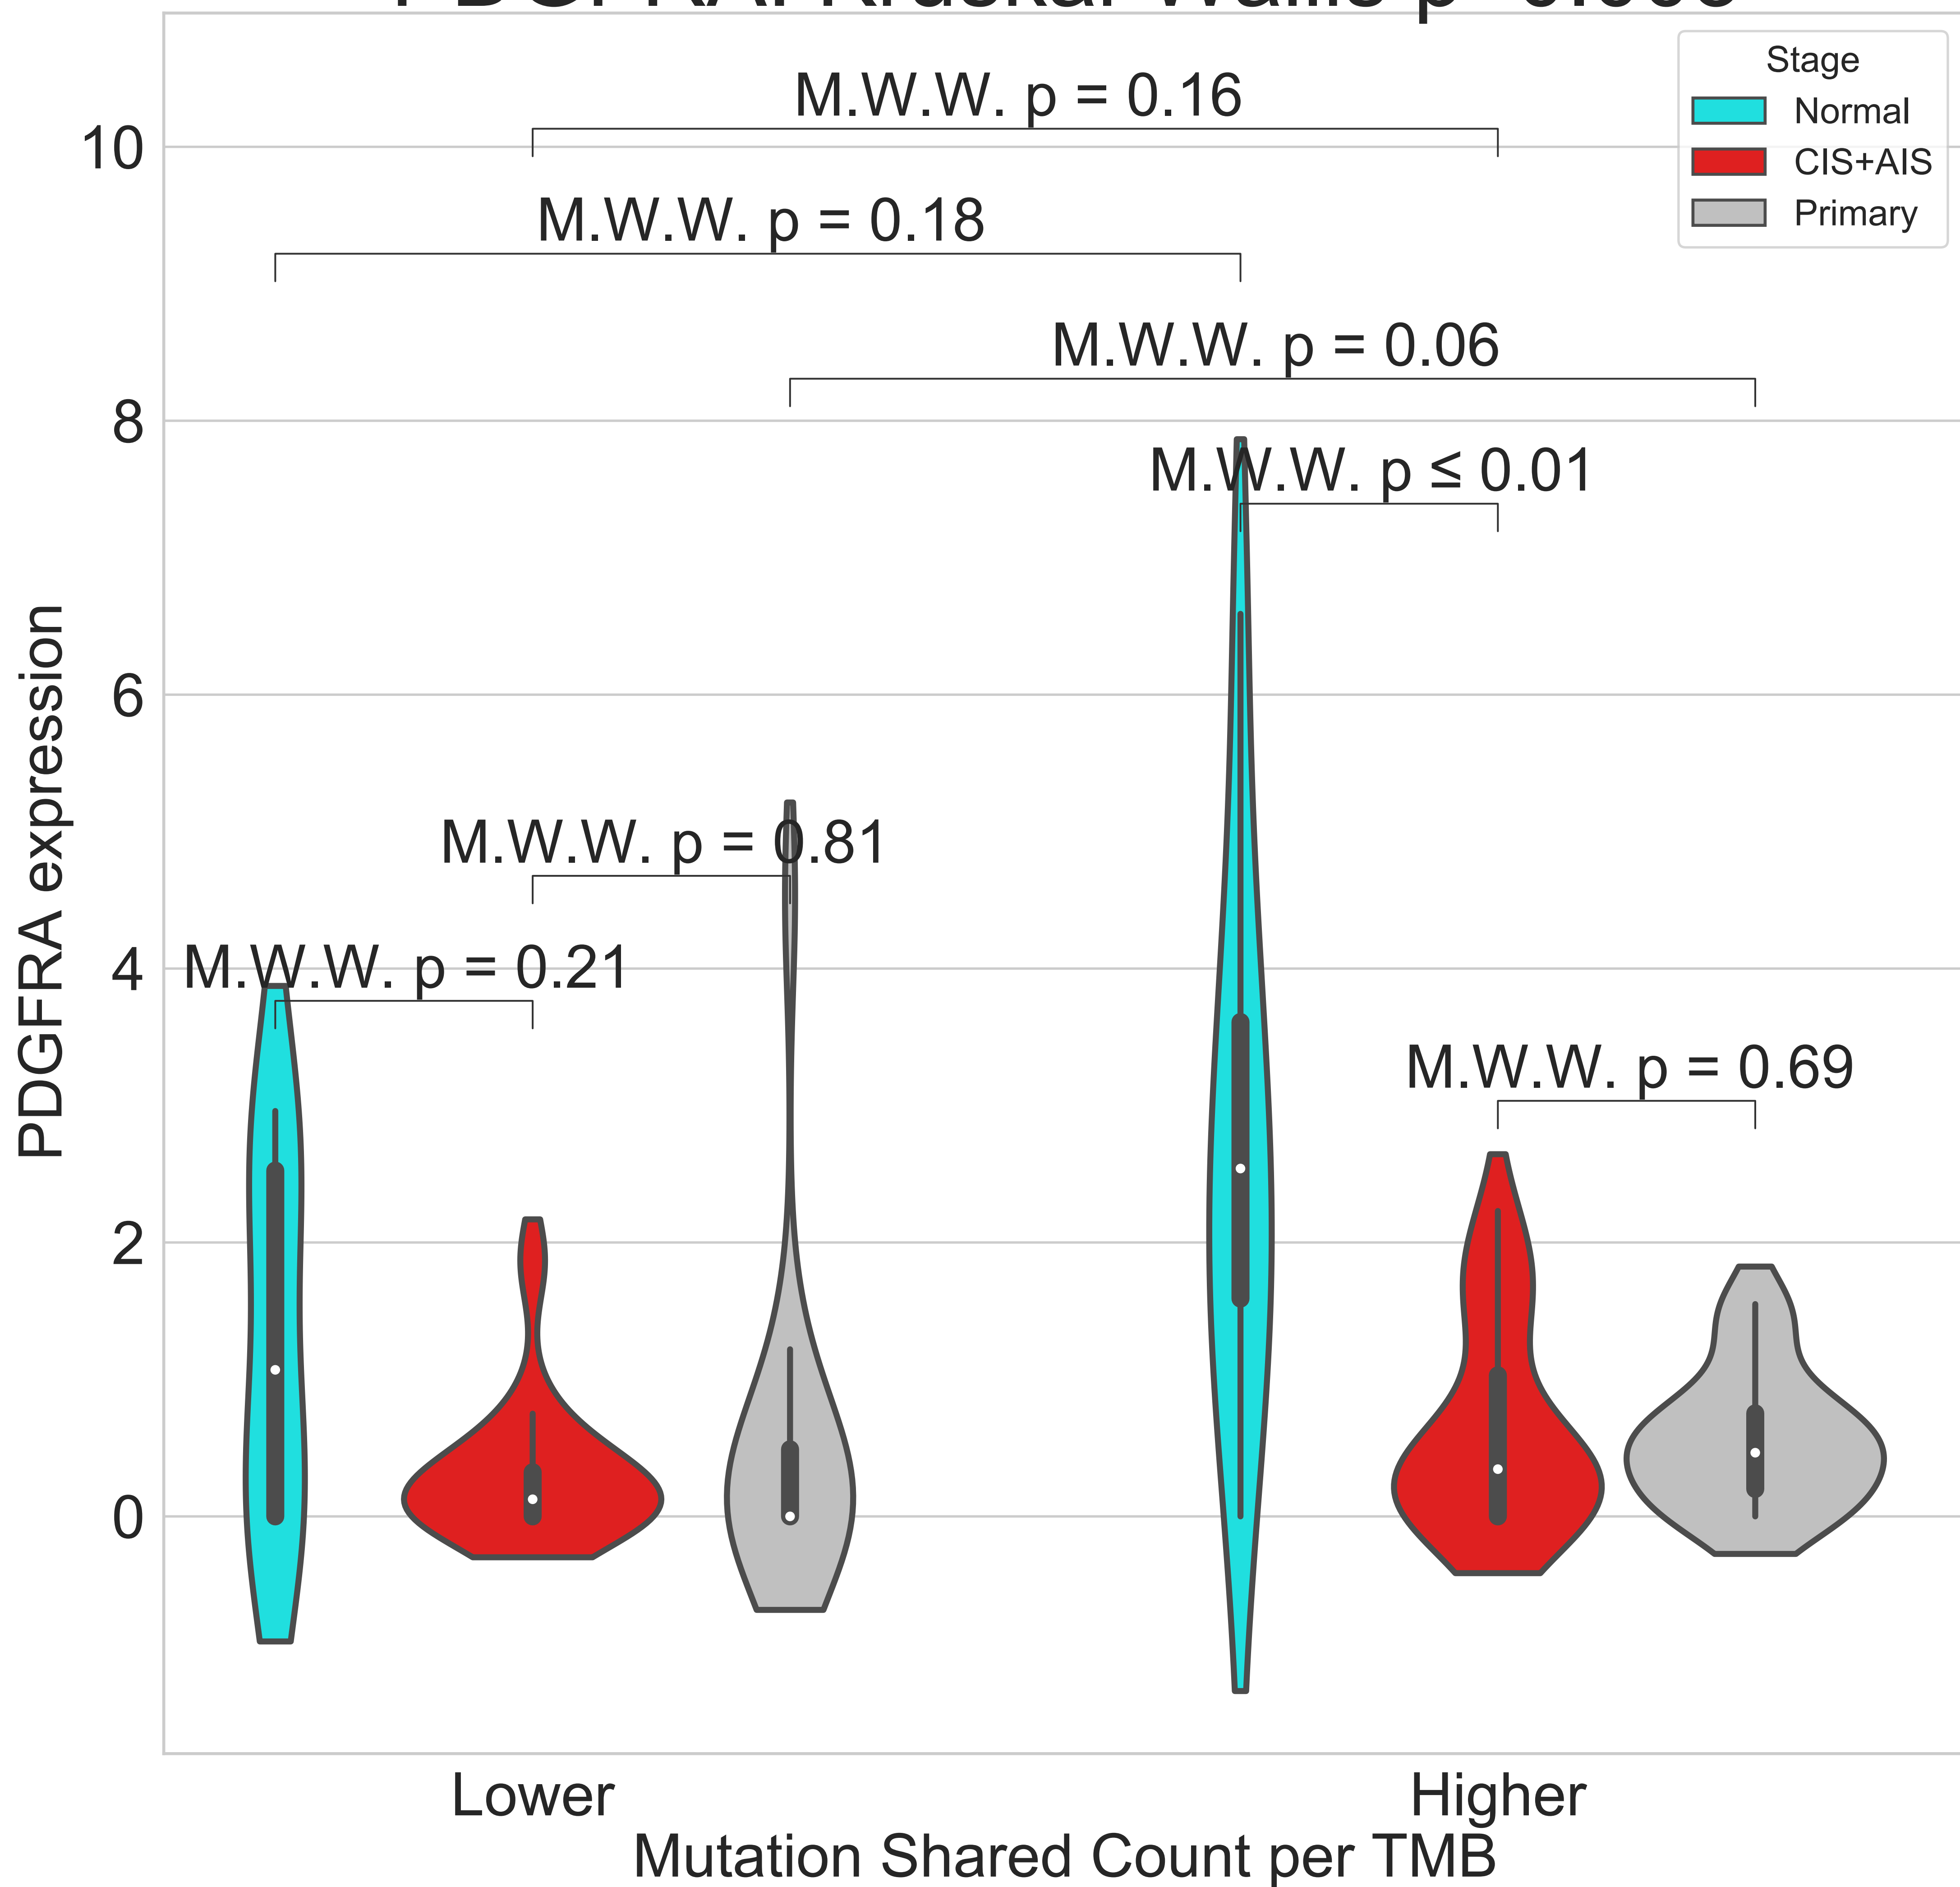 Stage
Normal
CIS+AIS
Primary
M.W.W. p = 0.16
M.W.W. p = 0.18
M.W.W. p = 0.06
M.W.W. p ≤ 0.01
M.W.W. p = 0.81
M.W.W. p = 0.21
M.W.W. p = 0.69
10
8
6
4
2
0
PDGFRA expression
Lower
Higher
Mutation Shared Count per TMB